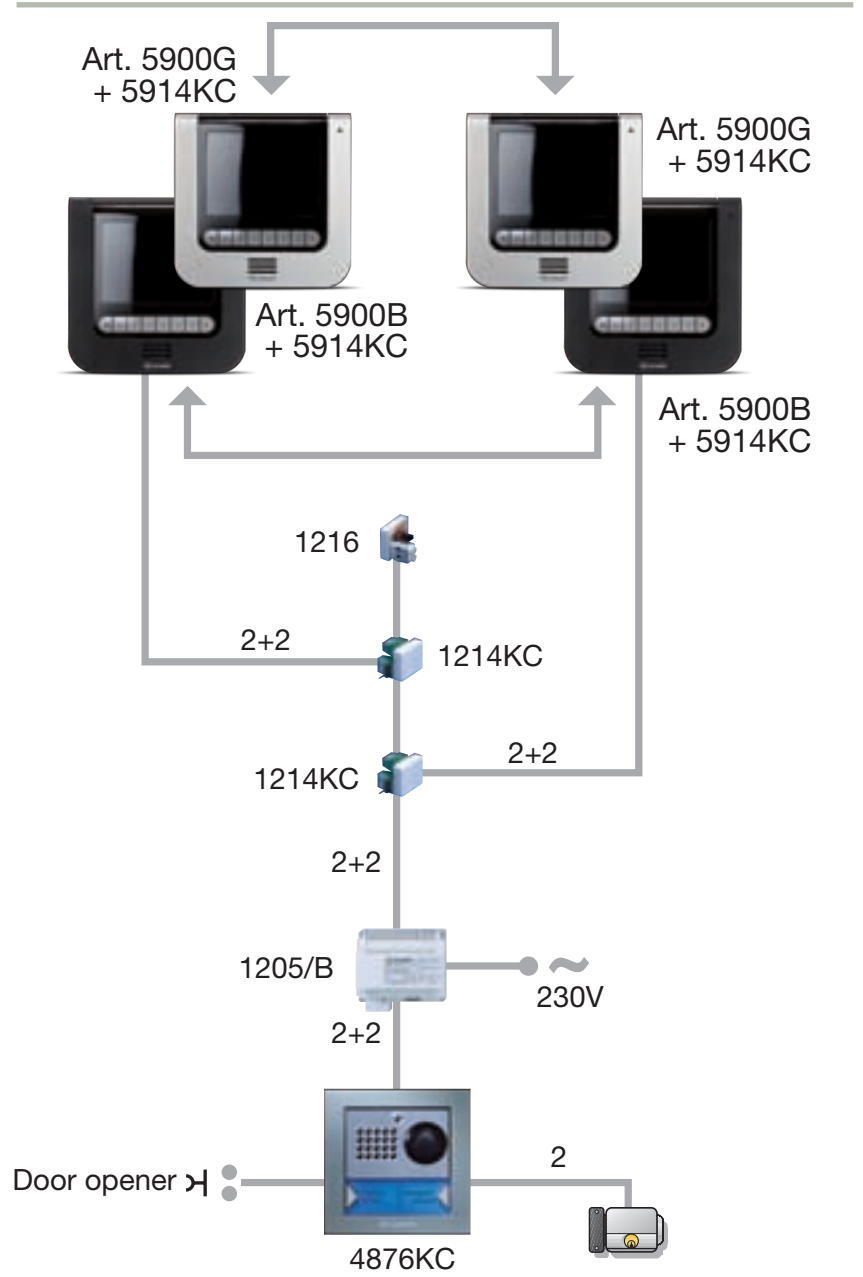 Art. 5900G
+ 5914KC
Art. 5900G
+ 5914KC
Art. 5900B
+ 5914KC
Art. 5900B
+ 5914KC
1216
2+2
1214KC
1214KC
2+2
2+2
1205/B
230V
2+2
Door opener
2
4876KC